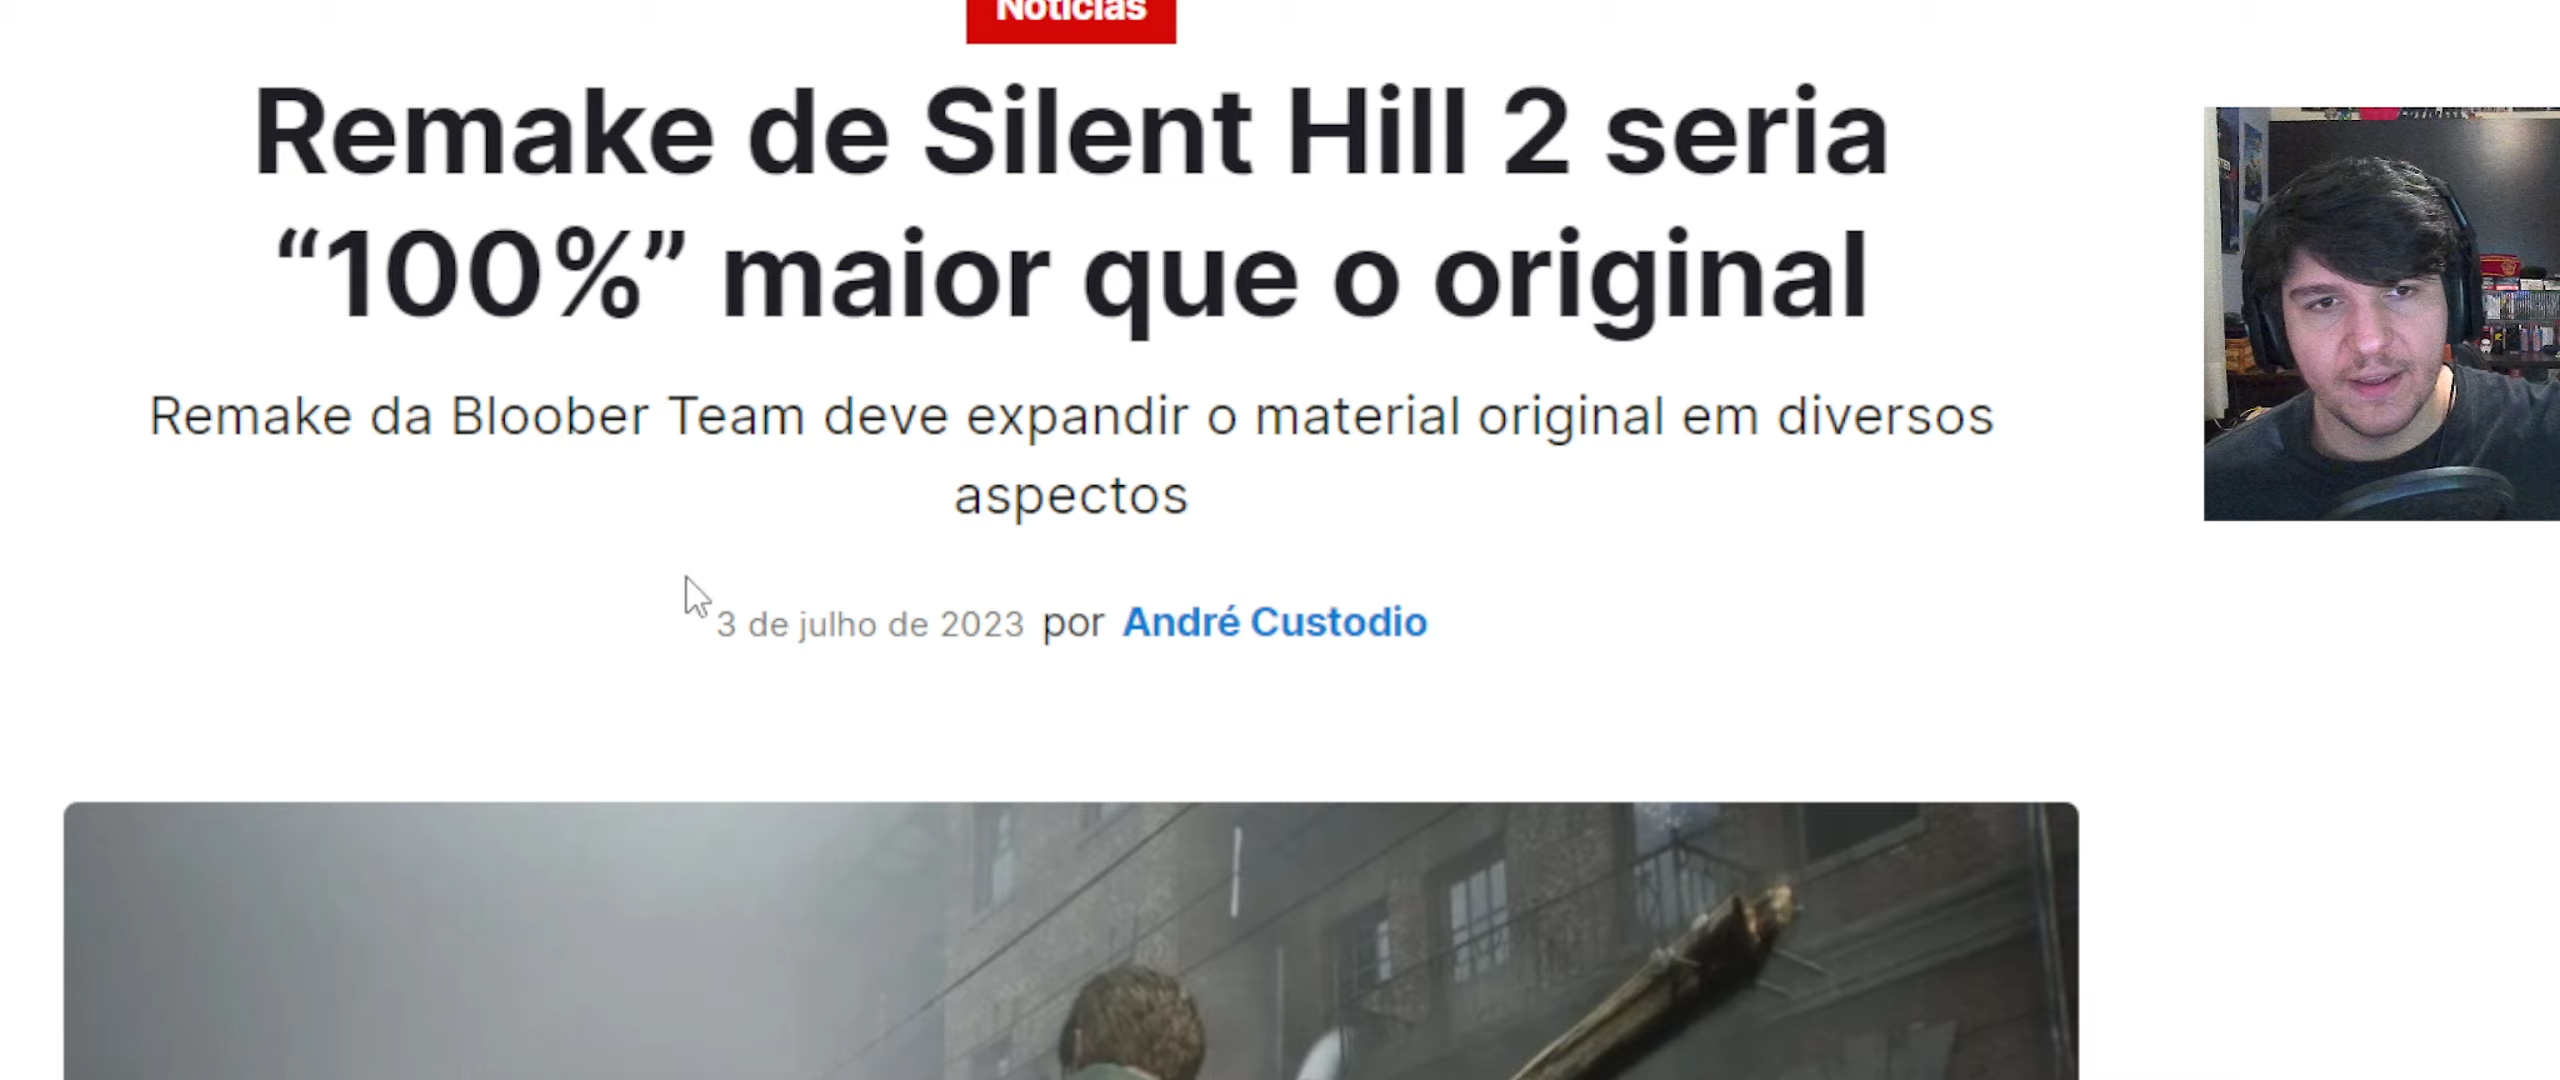 Notícias
Remake de Silent Hill 2 seria
“100%” maior que o original
Remake da Bloober Team deve expandir o material original em diversos
aspectos
3 de julho de 2023 por André Custodio